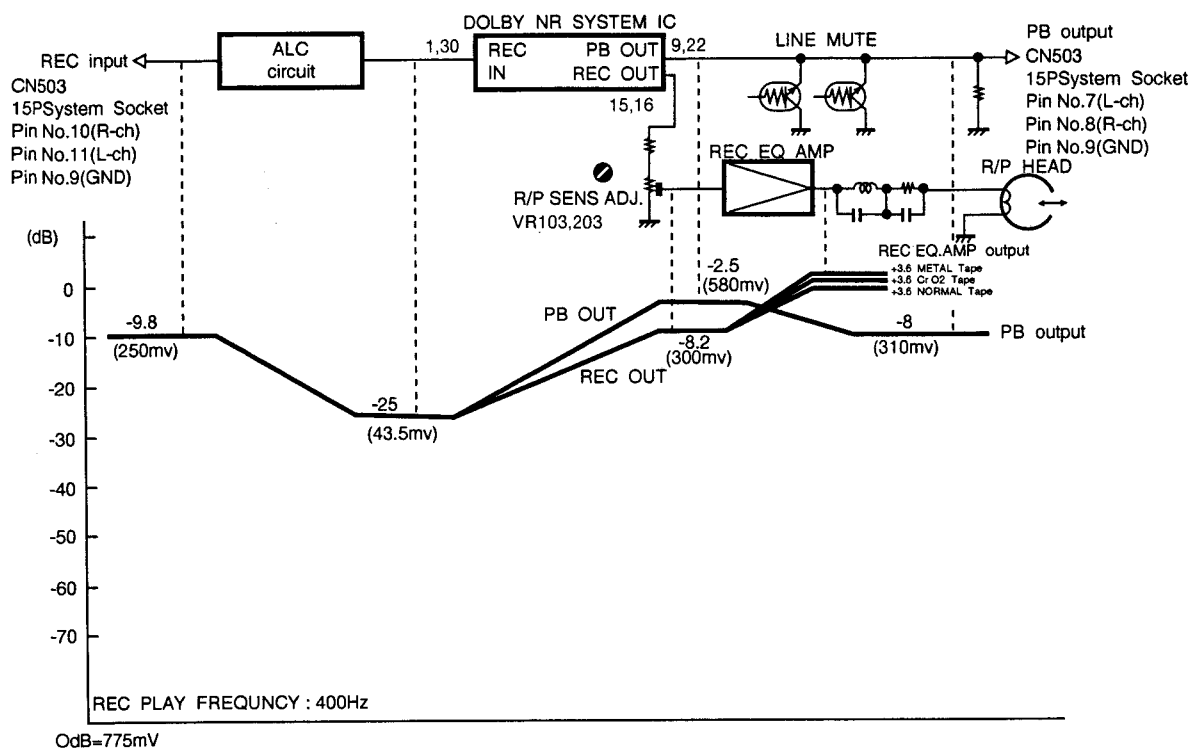 DOLBY NR SYSTEM IC
REC input
ALC
circuit
1,30
REC
IN
PB OUT
REC OUT
9,22
15,16
LINE MUTE
PB output
CN503
15PSystem Socket
Pin No.10(R-ch)
Pin No.11(L-ch)
Pin No.9(GND)
CN503
15PSystem Socket
Pin No.7(L-ch)
Pin No.8(R-ch)
Pin No.9(GND)
R/P SENS ADJ.
VR103,203
REC EQ AMP
R/P HEAD
REC EQ.AMP output
+3.6 METAL Tape
+3.6 CrO2 Tape
+3.6 NORMAL Tape
(dB)
0
-10
-20
-30
-40
-50
-60
-70
-9.8
(250mv)
-25
(43.5mv)
PB OUT
REC OUT
-2.5
(580mv)
-8.2
(300mv)
-8
(310mv)
PB output
REC PLAY FREQUNCY : 400Hz
OdB=775mV